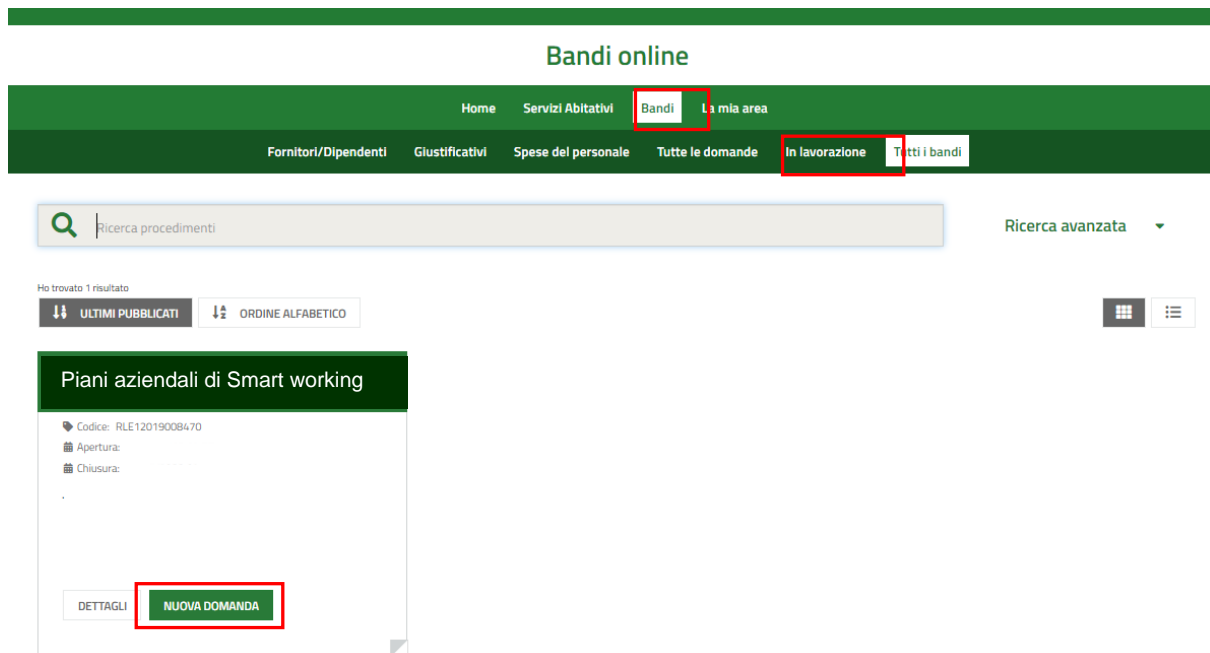 Bandi online
Home Servizi Abitativi Bandi La mia area
Fornitori/Dipendenti Giustificativi Spese del personale Tutte le domande In lavorazione Tutti i bandi
Ricerca procedimenti Ricerca avanzata
Ho trovato 1 risultato
ULTIMI PUBBLICATI ORDINE ALFABETICO
Piani aziendali di Smart working
Codice: RLE12019008470
Apertura:
Chiusura:
.
DETTAGLI NUOVA DOMANDA